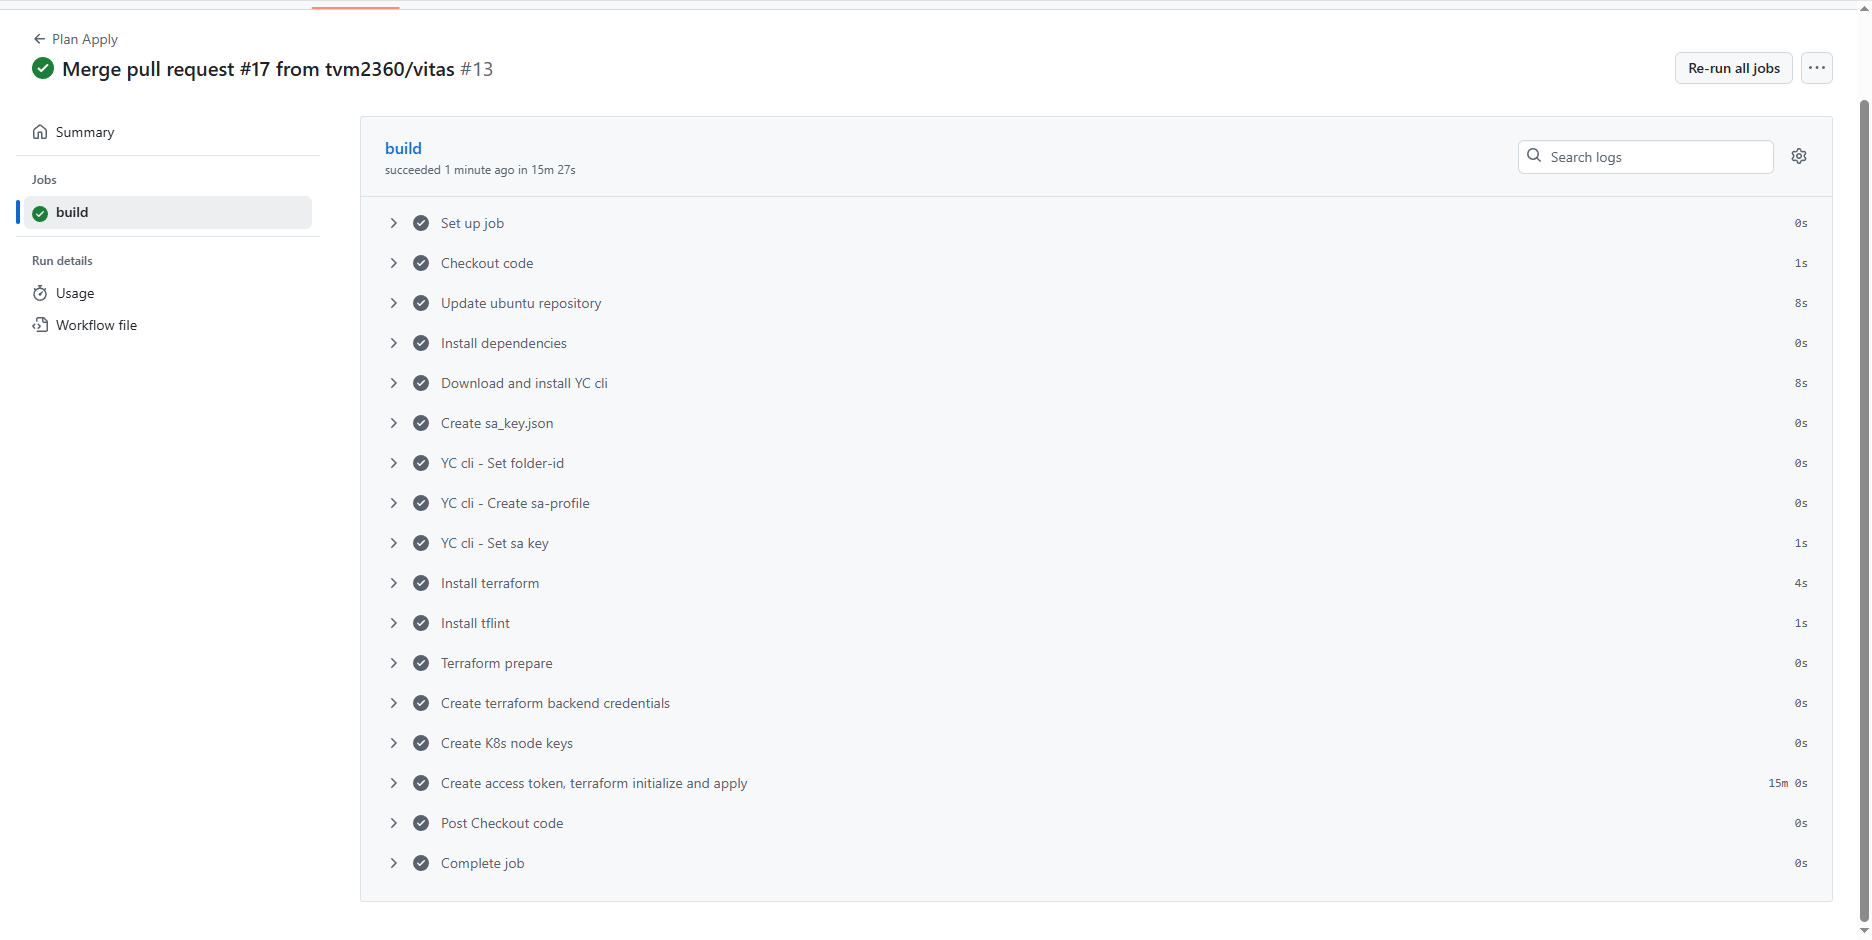 Plan Apply
Merge pull request #17 from tvm2360/vitas #13
Re-run all jobs
Summary
Jobs
build
Run details
Usage
Workflow file
build
succeeded 1 minute ago in 15m 27s
Search logs
Set up job 0s
Checkout code 1s
Update ubuntu repository 8s
Install dependencies 0s
Download and install YC cli 8s
Create sa_key.json 0s
YC cli - Set folder-id 0s
YC cli - Create sa-profile 0s
YC cli - Set sa key 1s
Install terraform 4s
Install tflint 1s
Terraform prepare 0s
Create terraform backend credentials 0s
Create K8s node keys 0s
Create access token, terraform initialize and apply 15m 0s
Post Checkout code 0s
Complete job 0s